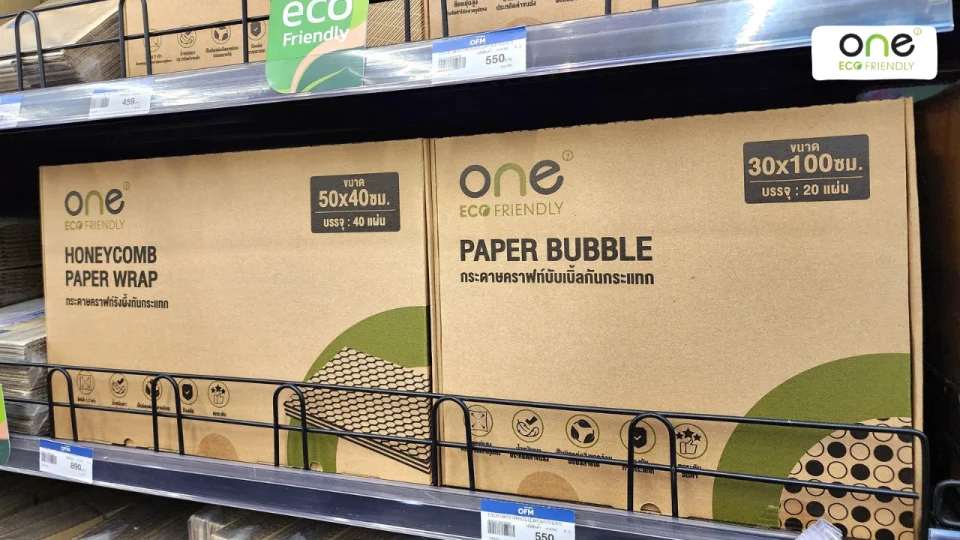 eco
Friendly
OFM
550
459
one
ECO FRIENDLY
one
ECO FRIENDLY
HONEYCOMB
PAPER WRAP
กระดาษคราฟท์รังผึ้งกันกระแทก
ขนาด
50x40ซม.
บรรจุ : 40 แผ่น
one
ECO FRIENDLY
PAPER BUBBLE
กระดาษคราฟท์บับเบิ้ลกันกระแทก
ขนาด
30x100ซม.
บรรจุ : 20 แผ่น
OFM
890
OFM
550